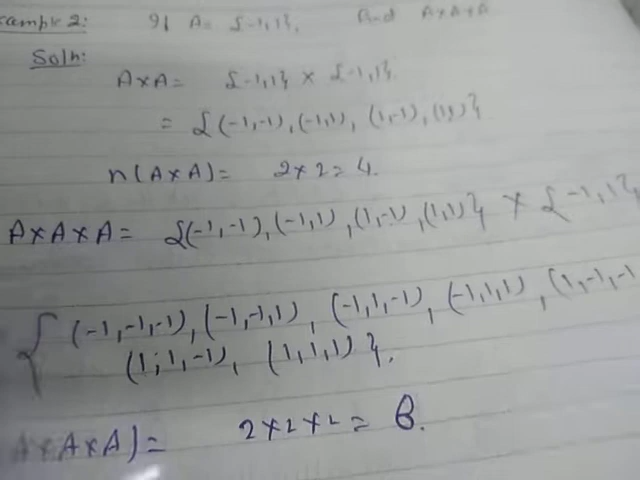 Example 2: If A = {-1,1}, find A×A×A
Soln:
A×A = {-1,1} × {-1,1}
= {(-1,-1), (-1,1), (1,-1), (1,1)}
n(A×A) = 2×2 = 4.
A×A×A = {(-1,-1), (-1,1), (1,-1), (1,1)} × {-1,1}
{(-1,-1,-1), (-1,-1,1), (-1,1,-1), (-1,1,1), (1,-1,-1
(1,1,-1), (1,1,1)}.
A×A×A) = 2×2×2 = 8.